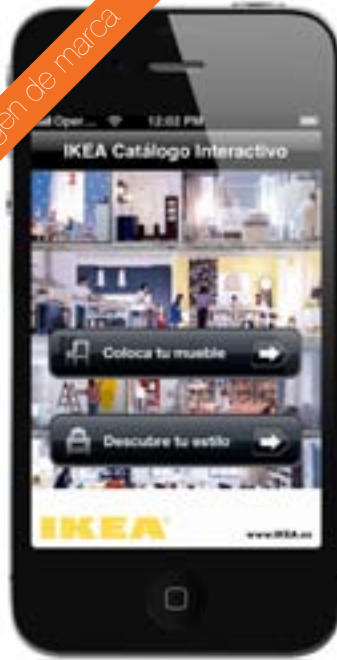 gen de marca
Oper... 12:02 PM
IKEA Catálogo Interactivo
Coloca tu mueble
Descubre tu estilo
IKEA
www.IKEA.es